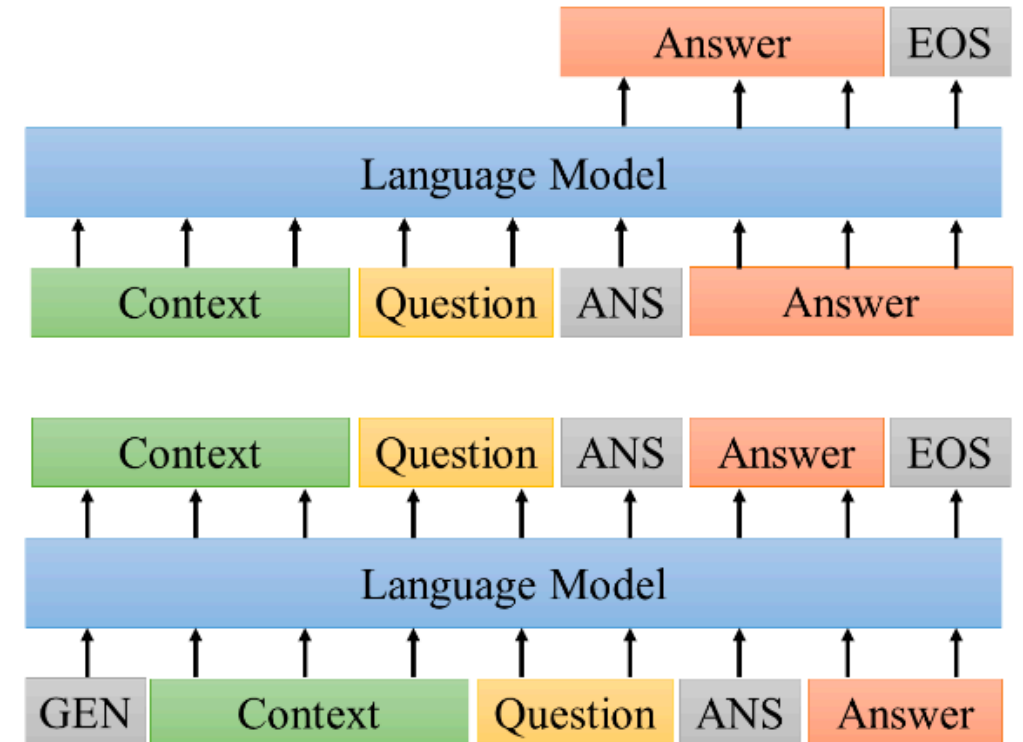 Answer EOS
Language Model
Context Question ANS Answer
Context Question ANS Answer EOS
Language Model
GEN Context Question ANS Answer